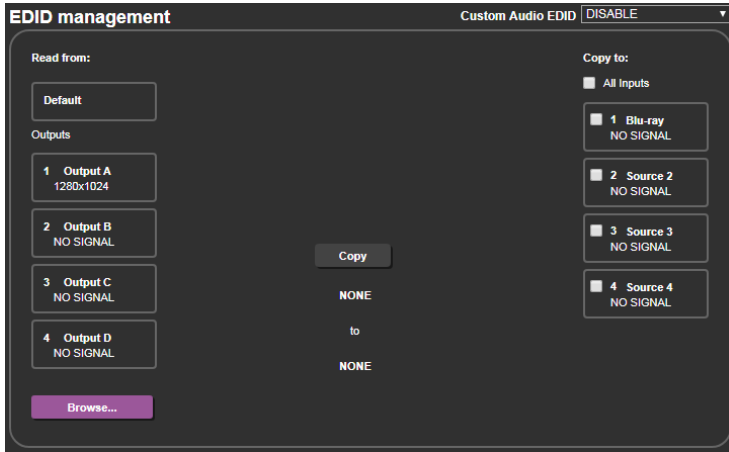 EDID management
Custom Audio EDID DISABLE
Read from:
Default
Outputs
1 Output A
1280x1024
2 Output B
NO SIGNAL
3 Output C
NO SIGNAL
4 Output D
NO SIGNAL
Browse...
Copy
NONE
to
NONE
Copy to:
All Inputs
1 Blu-ray
NO SIGNAL
2 Source 2
NO SIGNAL
3 Source 3
NO SIGNAL
4 Source 4
NO SIGNAL